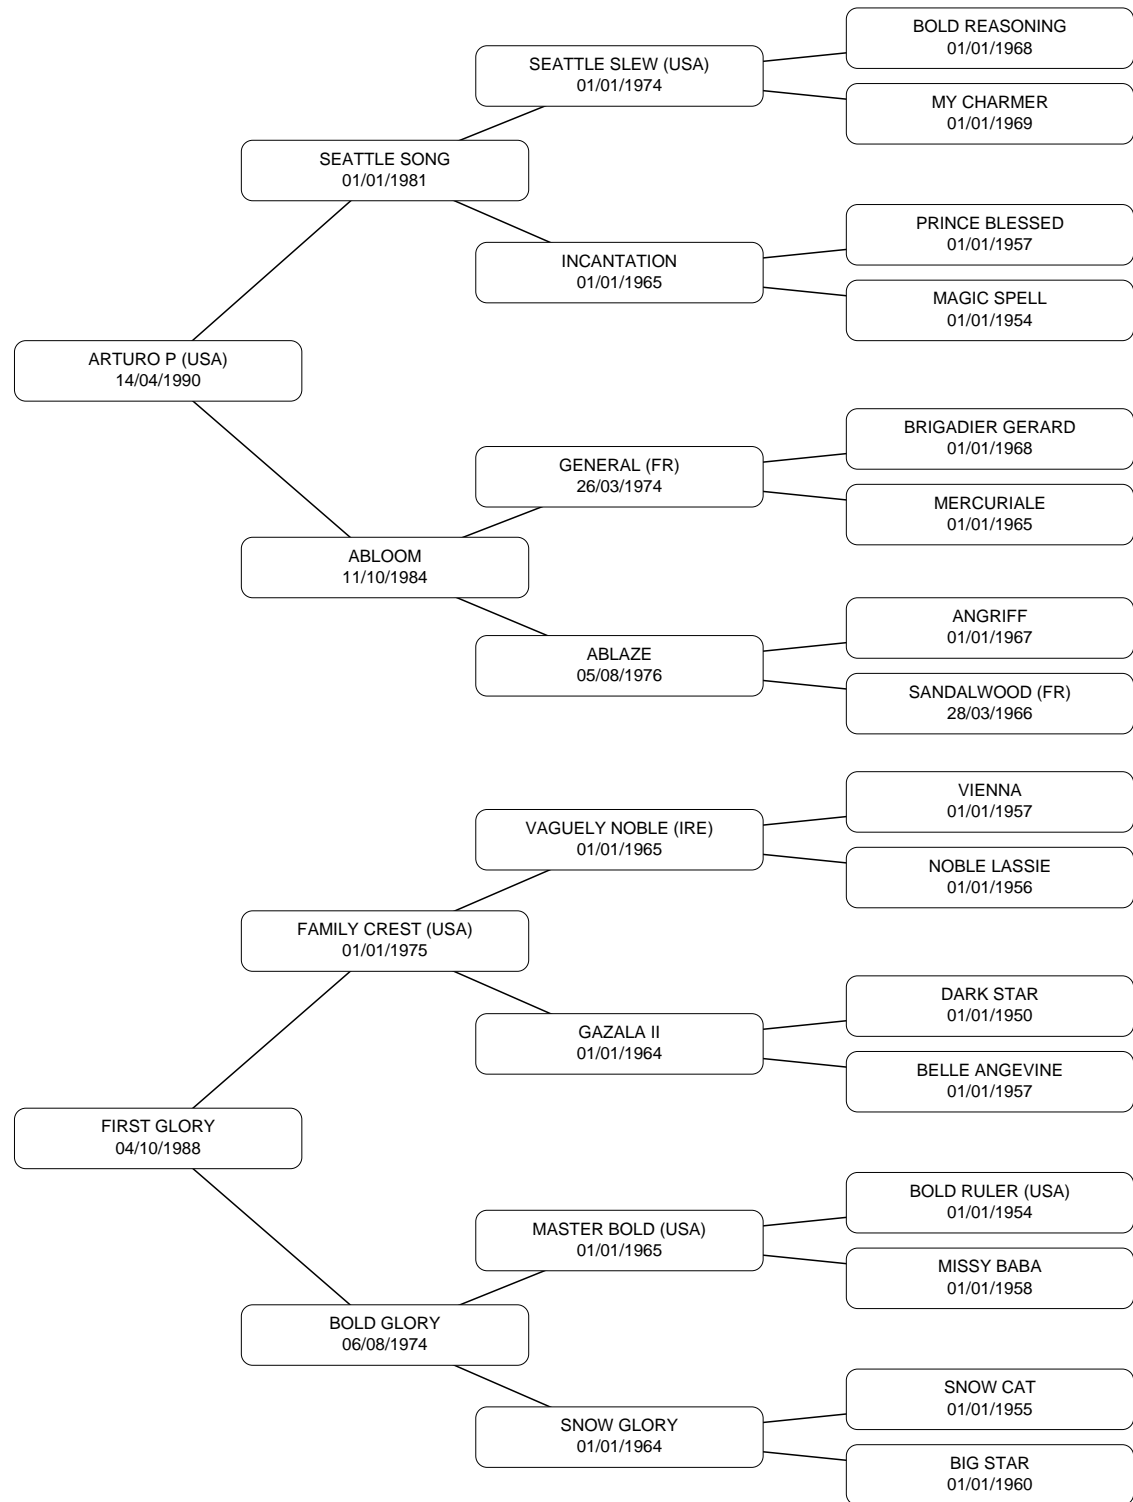 BOLD REASONING
01/01/1968
SEATTLE SLEW (USA)
01/01/1974
MY CHARMER
01/01/1969
SEATTLE SONG
01/01/1981
PRINCE BLESSED
01/01/1957
INCANTATION
01/01/1965
MAGIC SPELL
01/01/1954
ARTURO P (USA)
14/04/1990
BRIGADIER GERARD
01/01/1968
GENERAL (FR)
26/03/1974
MERCURIALE
01/01/1965
ABLOOM
11/10/1984
ANGRIFF
01/01/1967
ABLAZE
05/08/1976
SANDALWOOD (FR)
28/03/1966
VIENNA
01/01/1957
VAGUELY NOBLE (IRE)
01/01/1965
NOBLE LASSIE
01/01/1956
FAMILY CREST (USA)
01/01/1975
DARK STAR
01/01/1950
GAZALA II
01/01/1964
BELLE ANGEVINE
01/01/1957
FIRST GLORY
04/10/1988
BOLD RULER (USA)
01/01/1954
MASTER BOLD (USA)
01/01/1965
MISSY BABA
01/01/1958
BOLD GLORY
06/08/1974
SNOW CAT
01/01/1955
SNOW GLORY
01/01/1964
BIG STAR
01/01/1960